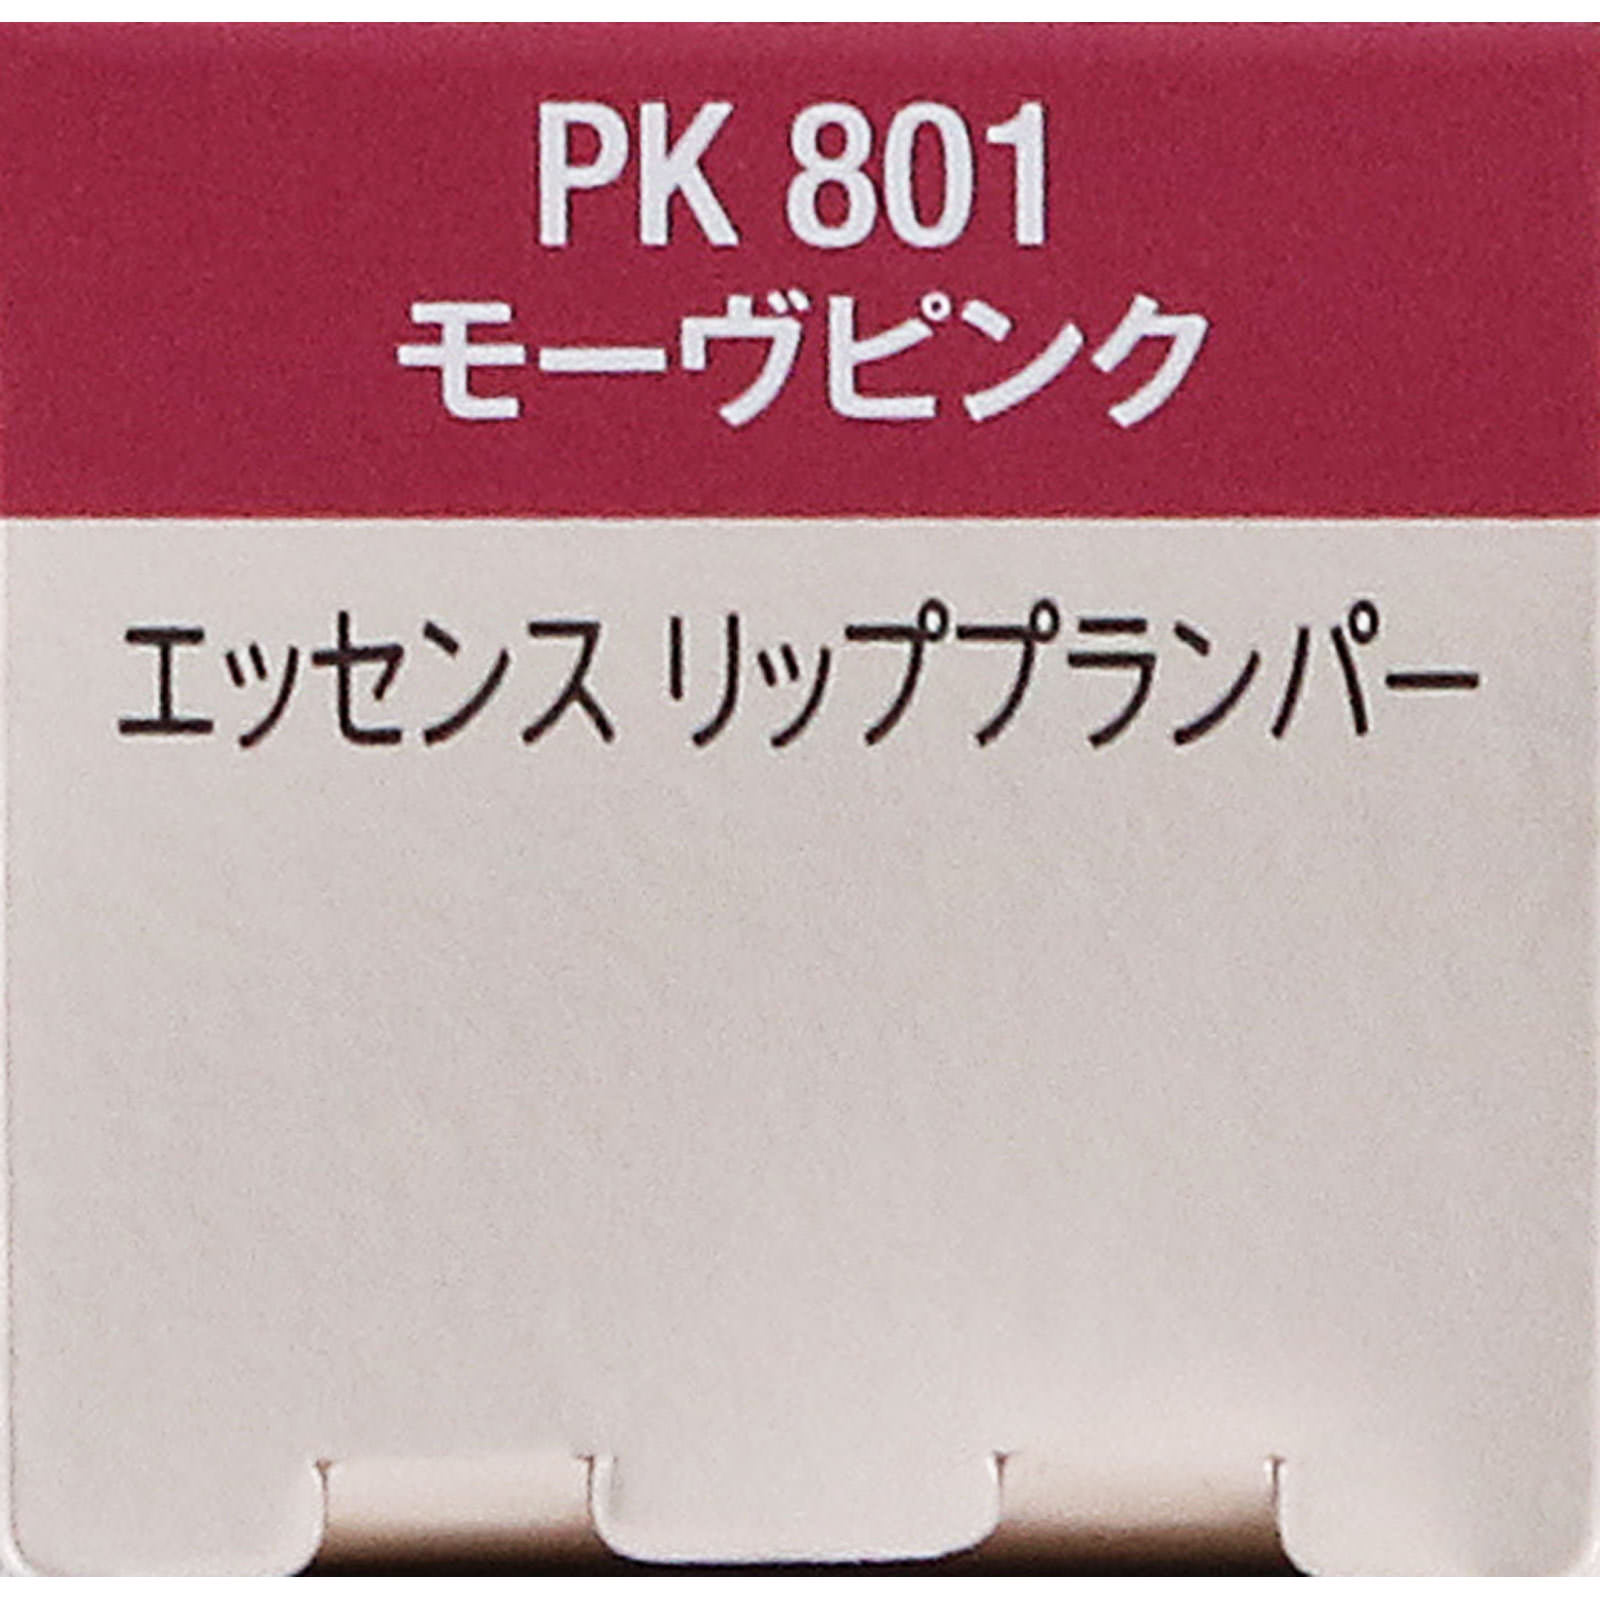 PK 801
モーヴピンク
エッセンス リッププランパー